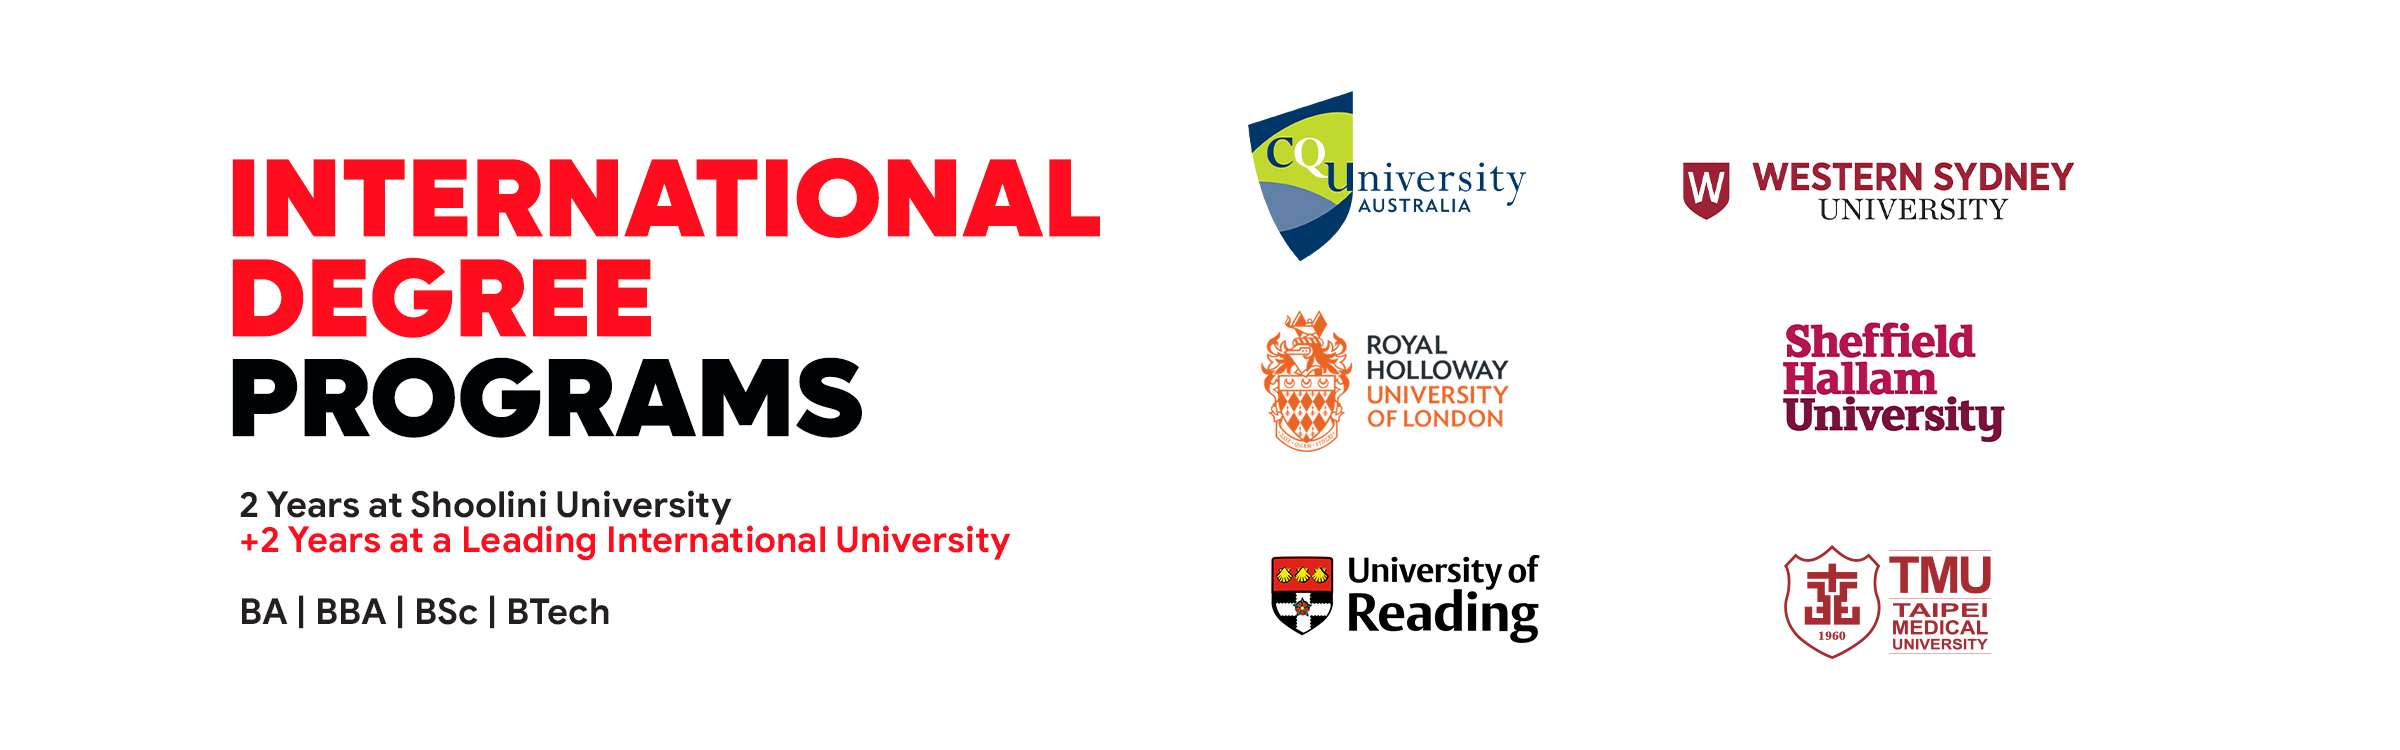 INTERNATIONAL
DEGREE
PROGRAMS
2 Years at Shoolini University
+2 Years at a Leading International University
BA | BBA | BSc | BTech
CQUniversity
AUSTRALIA
W
WESTERN SYDNEY
UNIVERSITY
ROYAL
HOLLOWAY
UNIVERSITY
OF LONDON
Sheffield
Hallam
University
University of
Reading
1960
TMU
TAIPEI
MEDICAL
UNIVERSITY